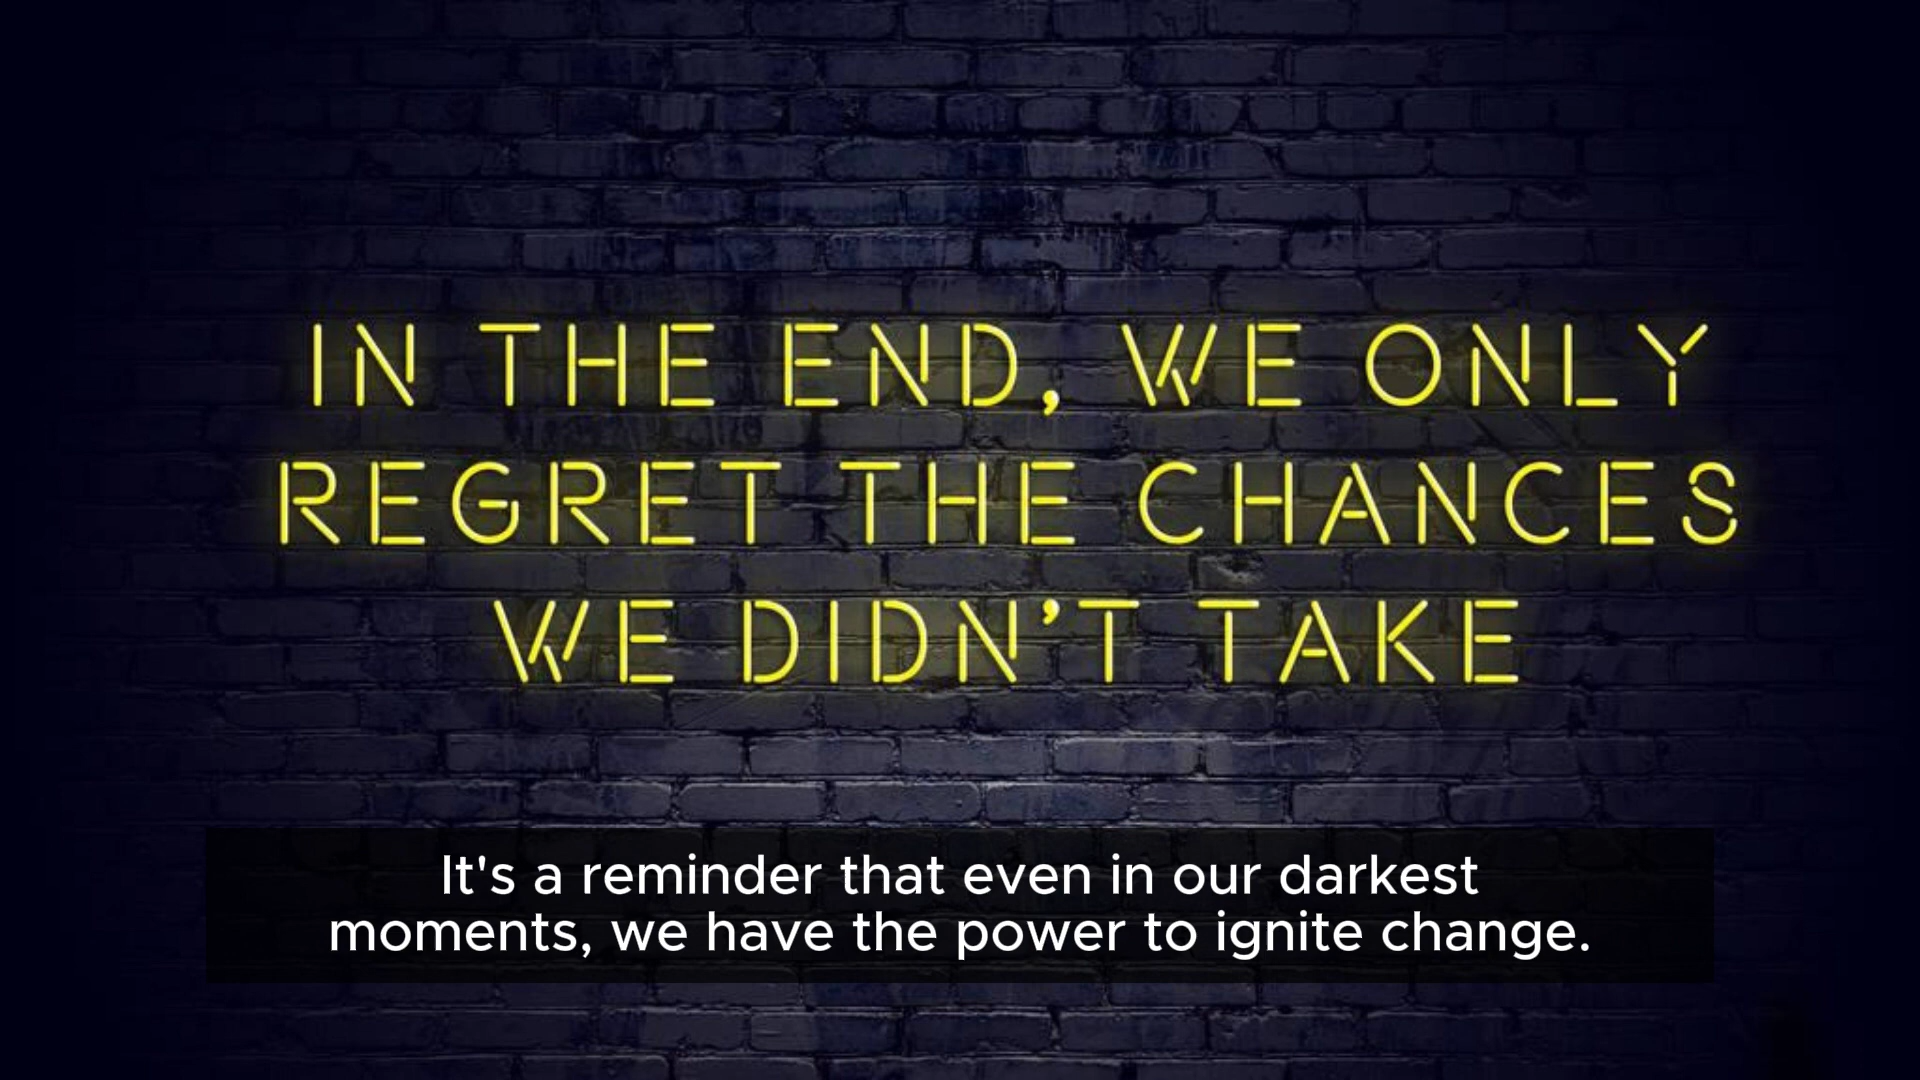 IN THE END, WE ONLY
REGRET THE CHANCES
WE DIDN’T TAKE
It's a reminder that even in our darkest
moments, we have the power to ignite change.